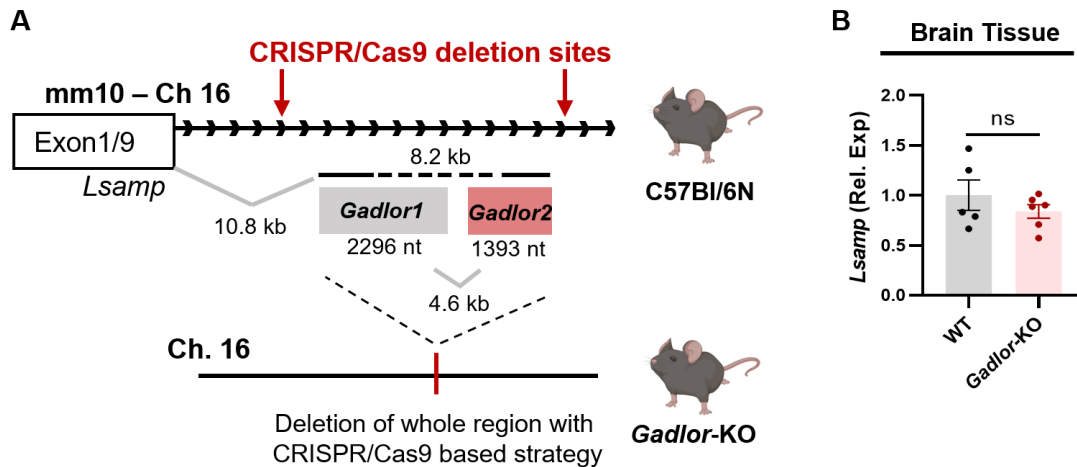 A
CRISPR/Cas9 deletion sites
mm10 – Ch 16
Exon1/9
Lsamp
8.2 kb
10.8 kb
Gadlor1
Gadlor2
2296 nt
1393 nt
4.6 kb
C57Bl/6N
Ch. 16
Deletion of whole region with
CRISPR/Cas9 based strategy
Gadlor-KO
B
Brain Tissue
Lsamp (Rel. Exp)
2.0
1.5
1.0
0.5
0.0
ns
WT
Gadlor-KO